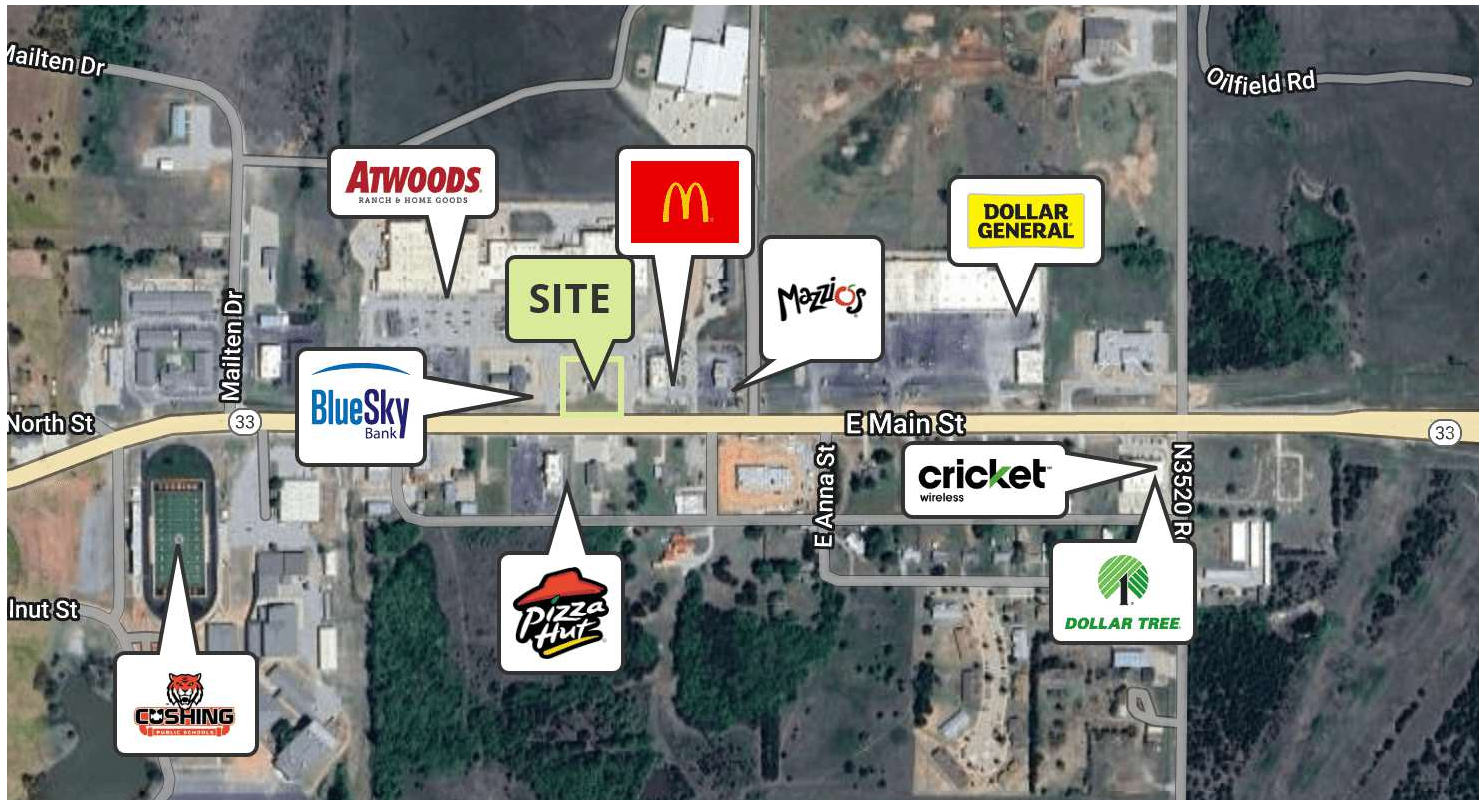 Mailten Dr
Oilfield Rd
ATWOODS
RANCH & HOME GOODS
DOLLAR
GENERAL
SITE
Mazzio's
Mailten Dr
BlueSky
Bank
North St
33
E Main St
33
cricket
wireless
E Anna St
N3520 R
Pizza
Hut
lnut St
DOLLAR TREE
CUSHING
PUBLIC SCHOOLS